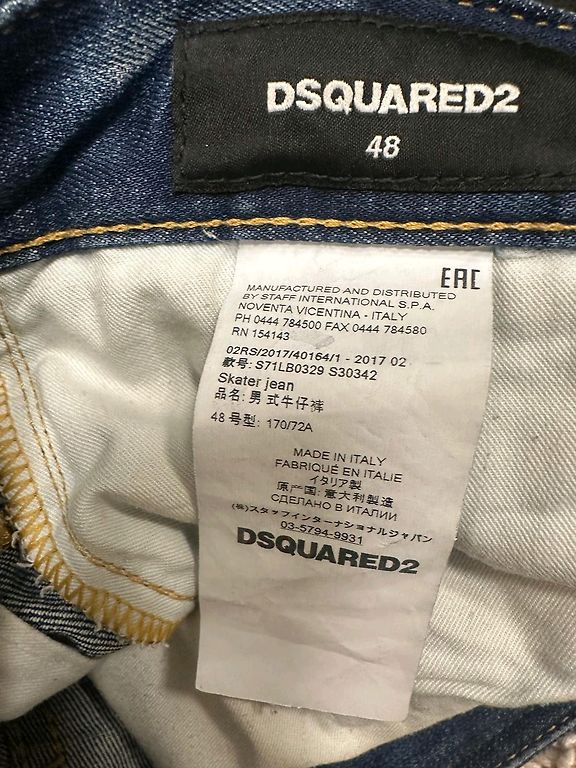 DSQUARED2
48
EAC
MANUFACTURED AND DISTRIBUTED
BY STAFF INTERNATIONAL S.P.A.
NOVENTA VICENTINA - ITALY
PH 0444 784500 FAX 0444 784580
RN 154143
02RS/2017/40164/1 - 2017 02
款号: S71LB0329 S30342
Skater jean
品名: 男式牛仔裤
48 号型: 170/72A
MADE IN ITALY
FABRIQUÉ EN ITALIE
イタリア製
原产国: 意大利制造
СДЕЛАНО В ИТАЛИИ
(株)スタッフインターナショナルジャパン
03-5794-9931
DSQUARED2